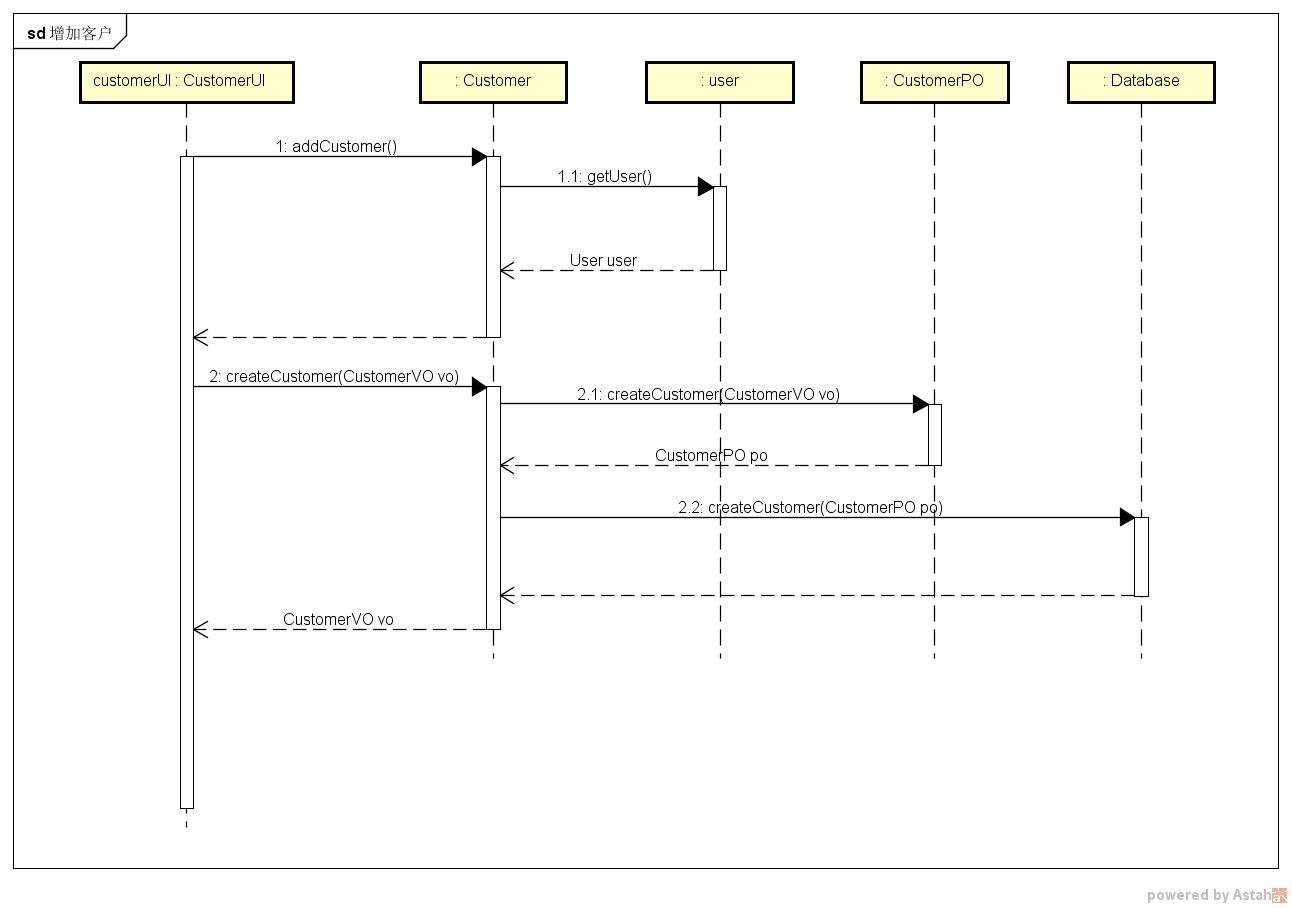 sd 增加客户
customerUI : CustomerUI
: Customer
: user
: CustomerPO
: Database
1: addCustomer()
1.1: getUser()
User user
2: createCustomer(CustomerVO vo)
2.1: createCustomer(CustomerVO vo)
CustomerPO po
2.2: createCustomer(CustomerPO po)
CustomerVO vo
powered by Astah